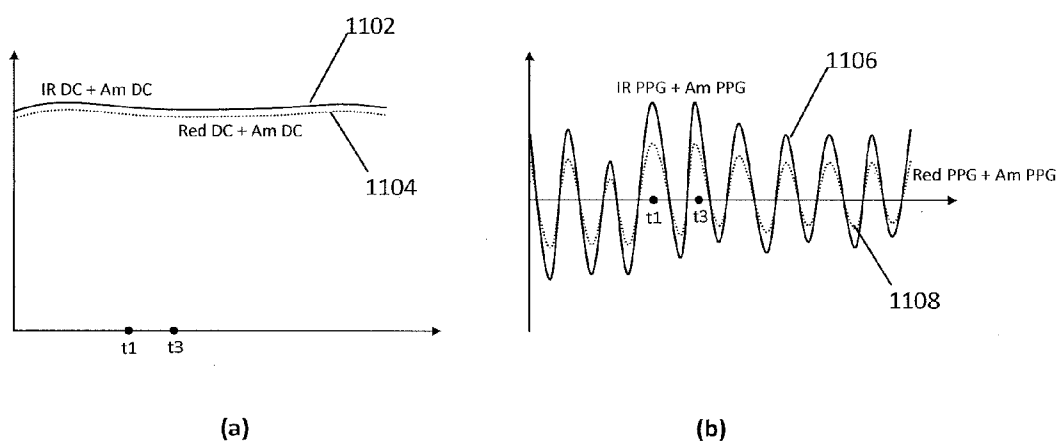 1102
IR DC + Am DC
Red DC + Am DC
1104
t1
t3
(a)
1106
IR PPG + Am PPG
Red PPG + Am PPG
t1
t3
1108
(b)